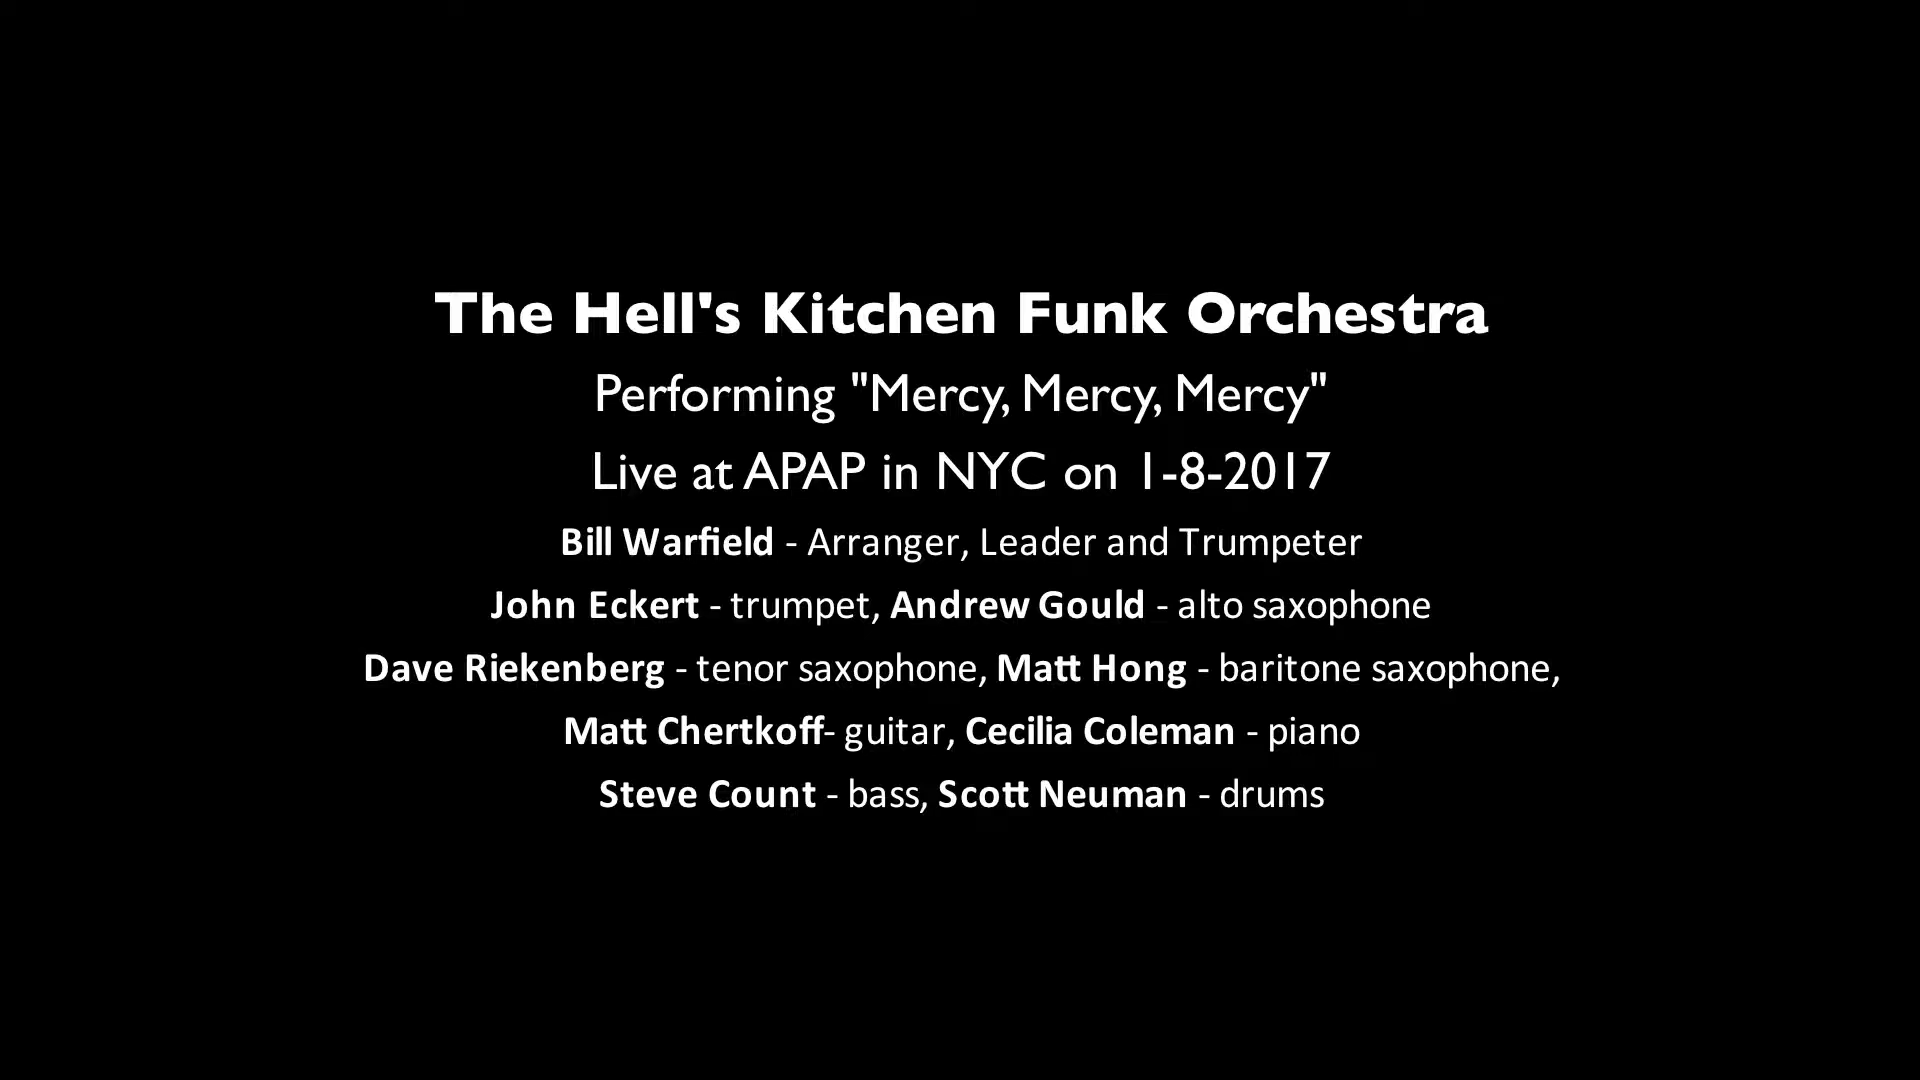 The Hell's Kitchen Funk Orchestra
Performing "Mercy, Mercy, Mercy"
Live at APAP in NYC on 1-8-2017
Bill Warfield - Arranger, Leader and Trumpeter
John Eckert - trumpet, Andrew Gould - alto saxophone
Dave Riekenberg - tenor saxophone, Matt Hong - baritone saxophone,
Matt Chertkoff- guitar, Cecilia Coleman - piano
Steve Count - bass, Scott Neuman - drums